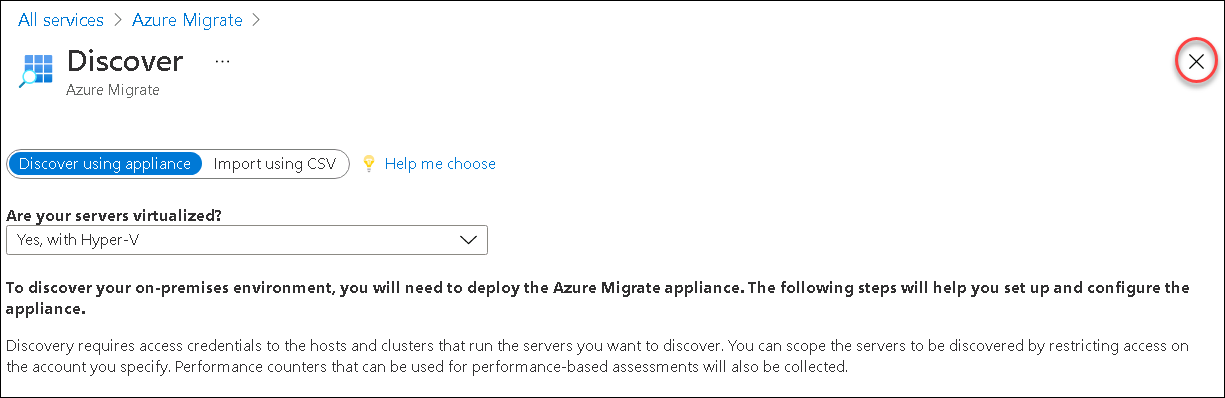 All services > Azure Migrate >
Discover ...
Azure Migrate
Discover using appliance Import using CSV Help me choose
Are your servers virtualized?
Yes, with Hyper-V
To discover your on-premises environment, you will need to deploy the Azure Migrate appliance. The following steps will help you set up and configure the
appliance.
Discovery requires access credentials to the hosts and clusters that run the servers you want to discover. You can scope the servers to be discovered by restricting access on
the account you specify. Performance counters that can be used for performance-based assessments will also be collected.